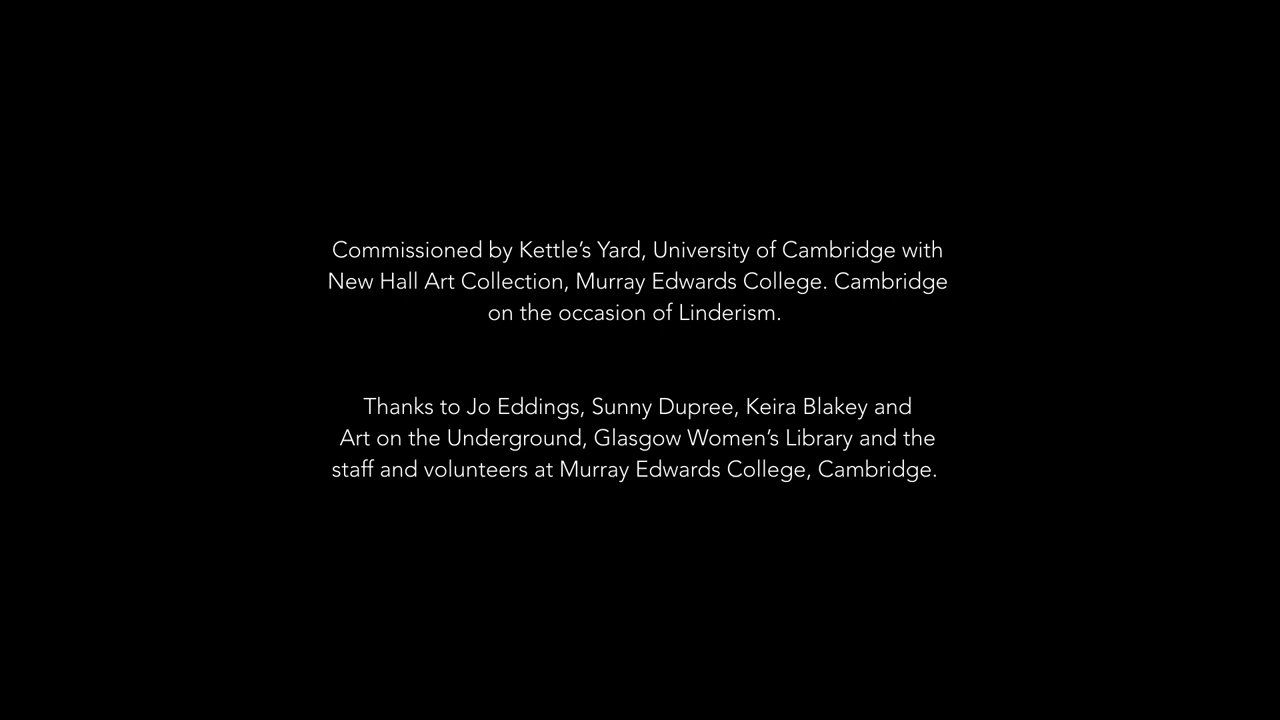 Commissioned by Kettle’s Yard, University of Cambridge with
New Hall Art Collection, Murray Edwards College. Cambridge
on the occasion of Linderism.
Thanks to Jo Eddings, Sunny Dupree, Keira Blakey and
Art on the Underground, Glasgow Women’s Library and the
staff and volunteers at Murray Edwards College, Cambridge.